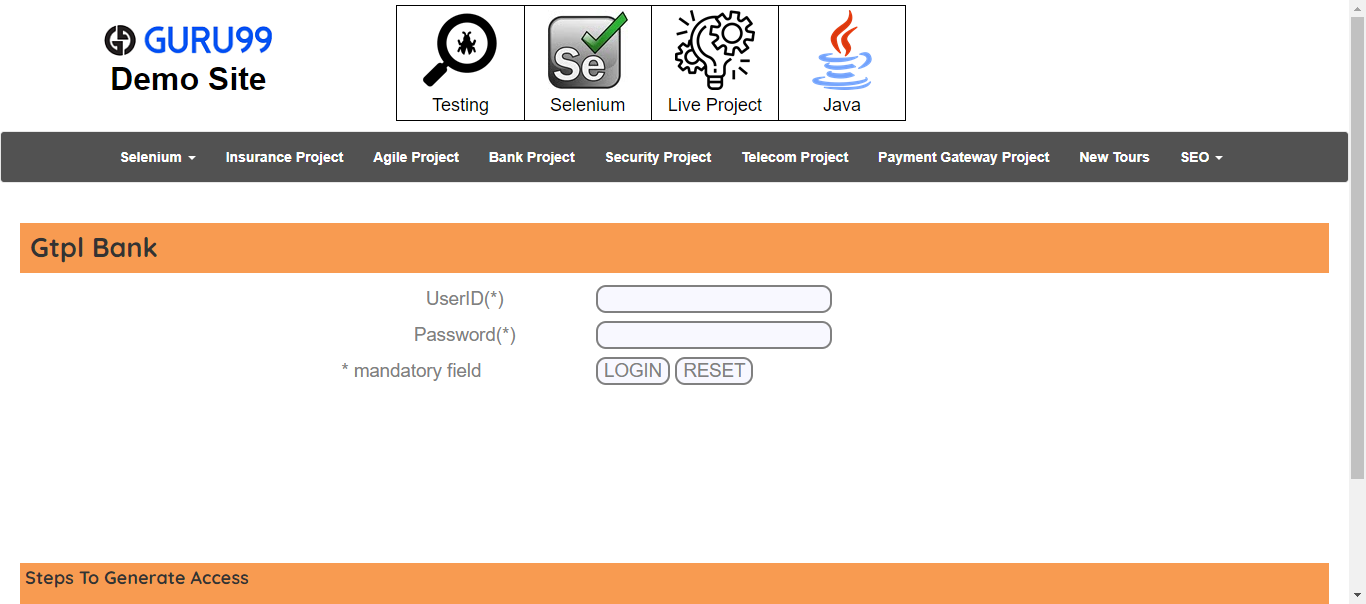 GURU99
Demo Site
Testing
Se
Selenium
Live Project
Java
Selenium Insurance Project Agile Project Bank Project Security Project Telecom Project Payment Gateway Project New Tours SEO
Gtpl Bank
UserID(*)
Password(*)
* mandatory field LOGIN RESET
Steps To Generate Access